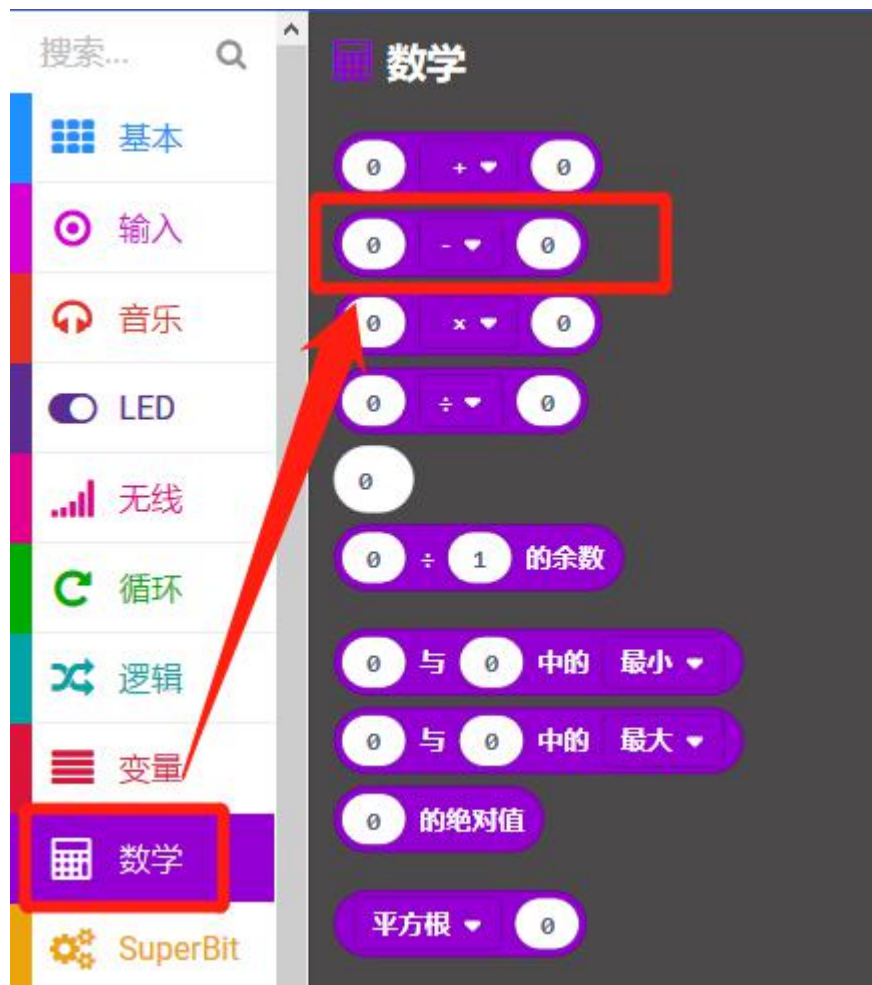 搜索...
基本
输入
音乐
LED
无线
循环
逻辑
变量
数学
SuperBit
数学
0 + 0
0 - 0
0 x 0
0 ÷ 0
0
0 ÷ 1 的余数
0 与 0 中的 最小
0 与 0 中的 最大
0 的绝对值
平方根 0